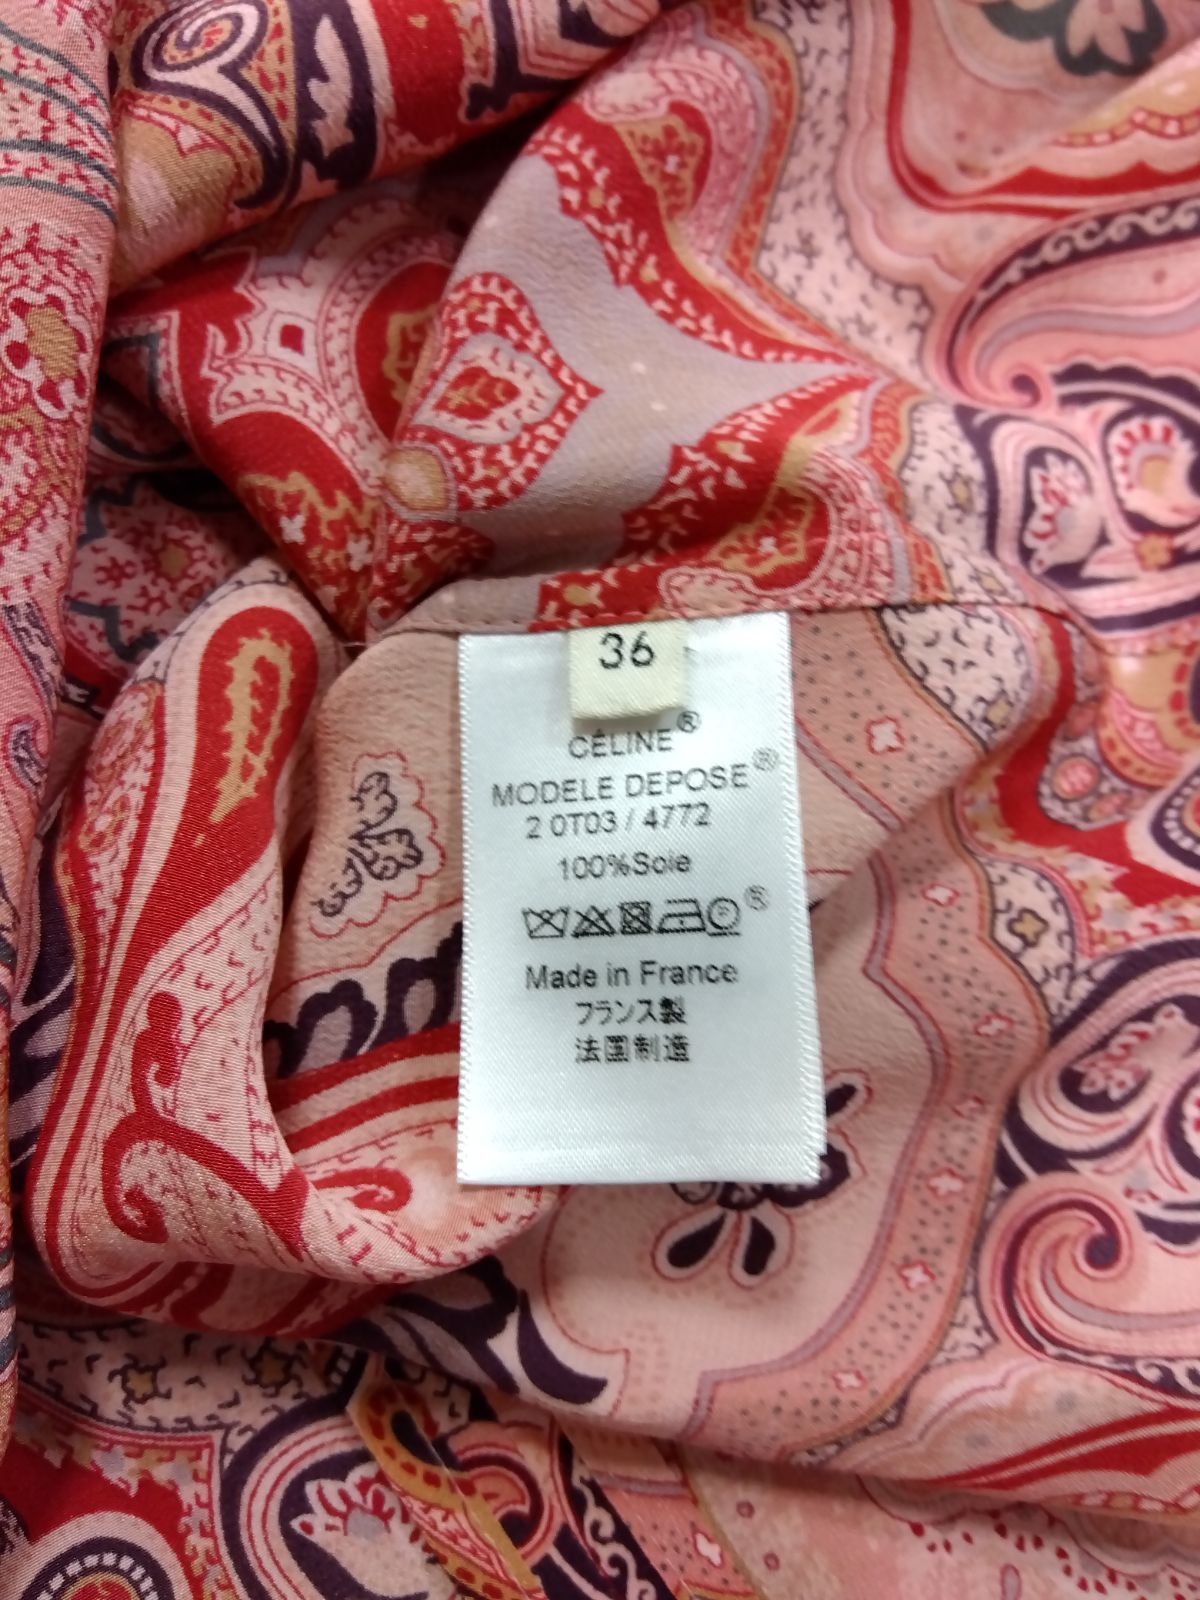 36
CÉLINE®
MODELE DEPOSE®
2 0T03 / 4772
100%Soie
P ®
Made in France
フランス製
法国制造